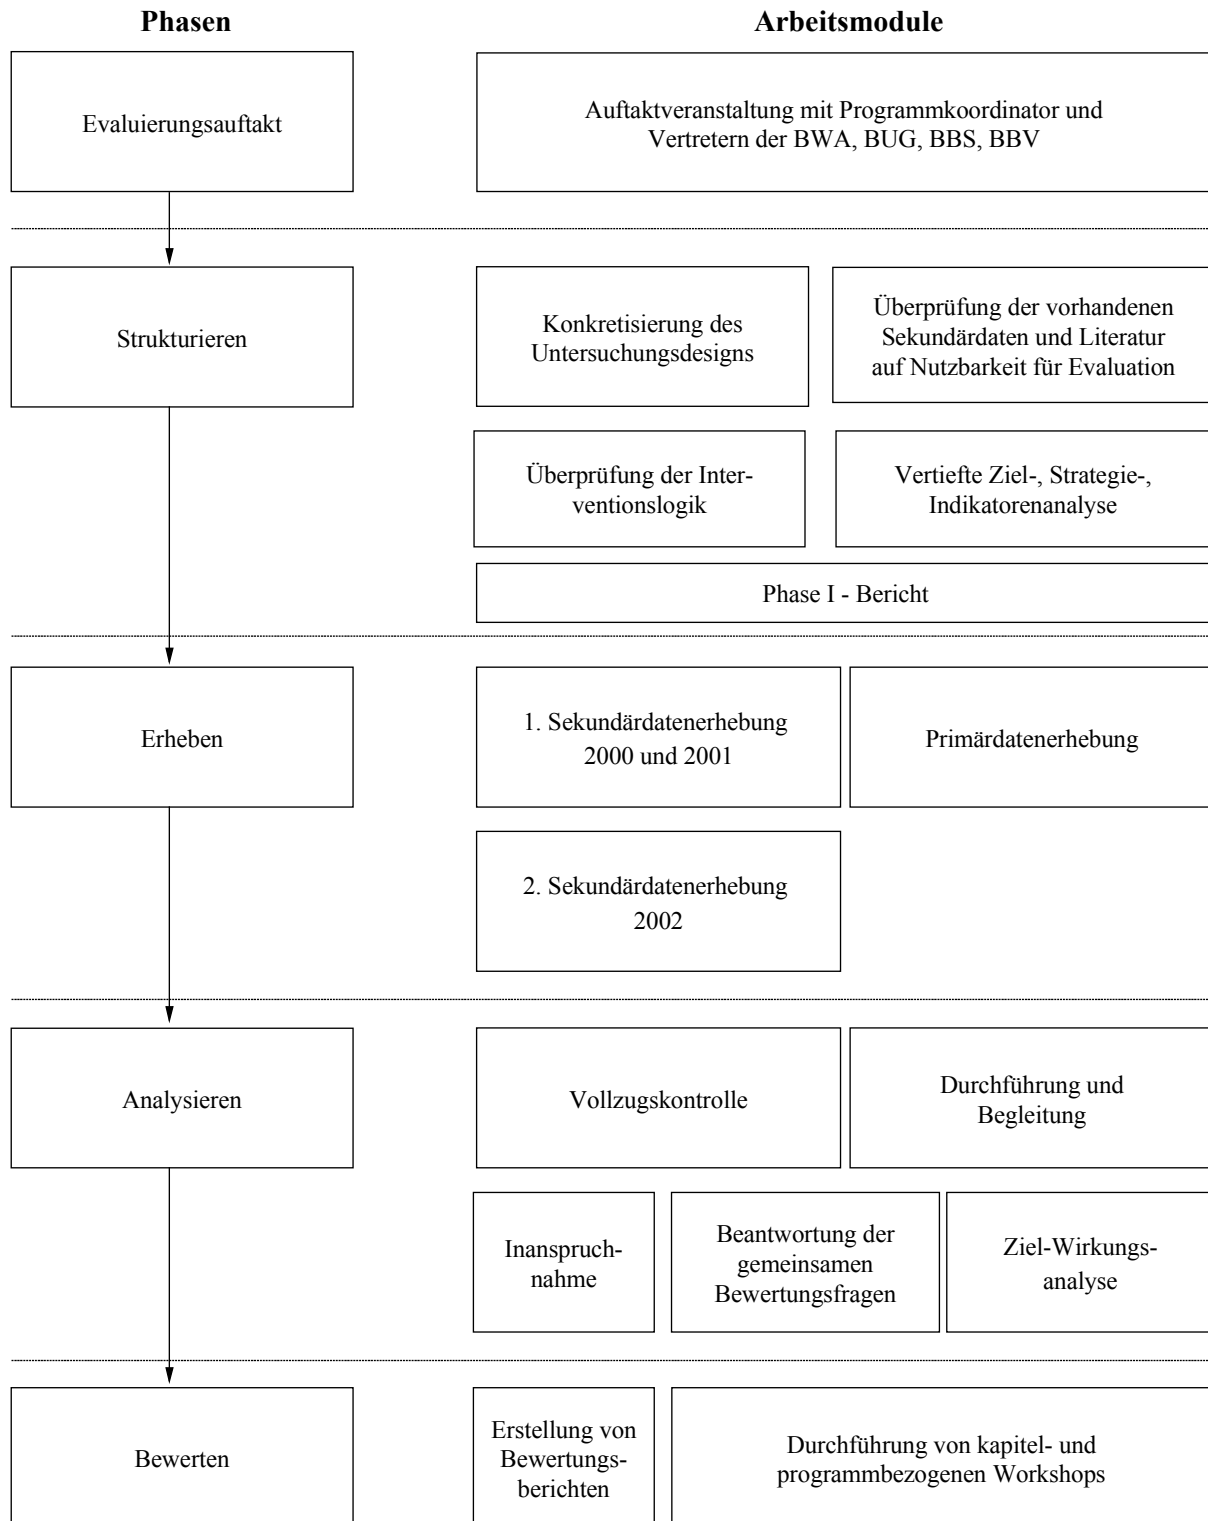 Phasen
Arbeitsmodule
Evaluierungsauftakt
Auftaktveranstaltung mit Programmkoordinator und
Vertretern der BWA, BUG, BBS, BBV
Strukturieren
Konkretisierung des
Untersuchungsdesigns
Überprüfung der vorhandenen
Sekundärdaten und Literatur
auf Nutzbarkeit für Evaluation
Überprüfung der Inter-
ventionslogik
Vertiefte Ziel-, Strategie-,
Indikatorenanalyse
Phase I - Bericht
Erheben
1. Sekundärdatenerhebung
2000 und 2001
Primärdatenerhebung
2. Sekundärdatenerhebung
2002
Analysieren
Vollzugskontrolle
Durchführung und
Begleitung
Inanspruch-
nahme
Beantwortung der
gemeinsamen
Bewertungsfragen
Ziel-Wirkungs-
analyse
Bewerten
Erstellung von
Bewertungs-
berichten
Durchführung von kapitel- und
programmbezogenen Workshops